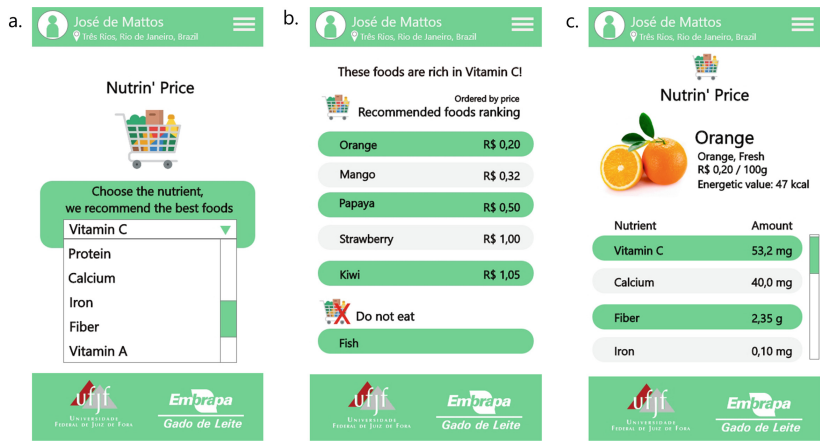 a.
José de Mattos
Três Rios, Rio de Janeiro, Brazil
Nutrin' Price
Choose the nutrient,
we recommend the best foods
Vitamin C
Protein
Calcium
Iron
Fiber
Vitamin A
ufjf
UNIVERSIDADE
FEDERAL DE JUIZ DE FORA
Embrapa
Gado de Leite
b.
José de Mattos
Três Rios, Rio de Janeiro, Brazil
These foods are rich in Vitamin C!
Ordered by price
Recommended foods ranking
Orange R$ 0,20
Mango R$ 0,32
Papaya R$ 0,50
Strawberry R$ 1,00
Kiwi R$ 1,05
Do not eat
Fish
ufjf
UNIVERSIDADE
FEDERAL DE JUIZ DE FORA
Embrapa
Gado de Leite
c.
José de Mattos
Três Rios, Rio de Janeiro, Brazil
Nutrin' Price
Orange
Orange, Fresh
R$ 0,20 / 100g
Energetic value: 47 kcal
Nutrient Amount
Vitamin C 53,2 mg
Calcium 40,0 mg
Fiber 2,35 g
Iron 0,10 mg
ufjf
UNIVERSIDADE
FEDERAL DE JUIZ DE FORA
Embrapa
Gado de Leite